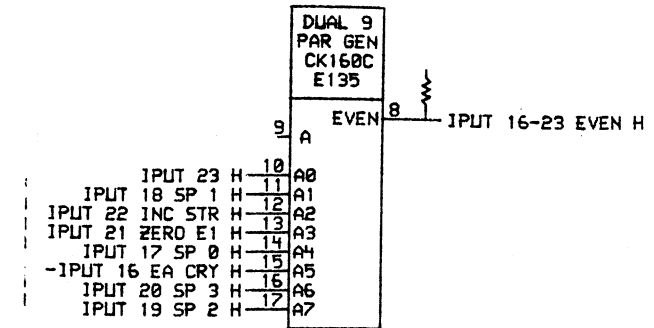 DUAL 9
PAR GEN
CK160C
E135
EVEN 8 IPUT 16-23 EVEN H
9 A
IPUT 23 H 10 A0
IPUT 18 SP 1 H 11 A1
IPUT 22 INC STR H 12 A2
IPUT 21 ZERO E1 H 13 A3
IPUT 17 SP 0 H 14 A4
-IPUT 16 EA CRY H 15 A5
IPUT 20 SP 3 H 16 A6
IPUT 19 SP 2 H 17 A7